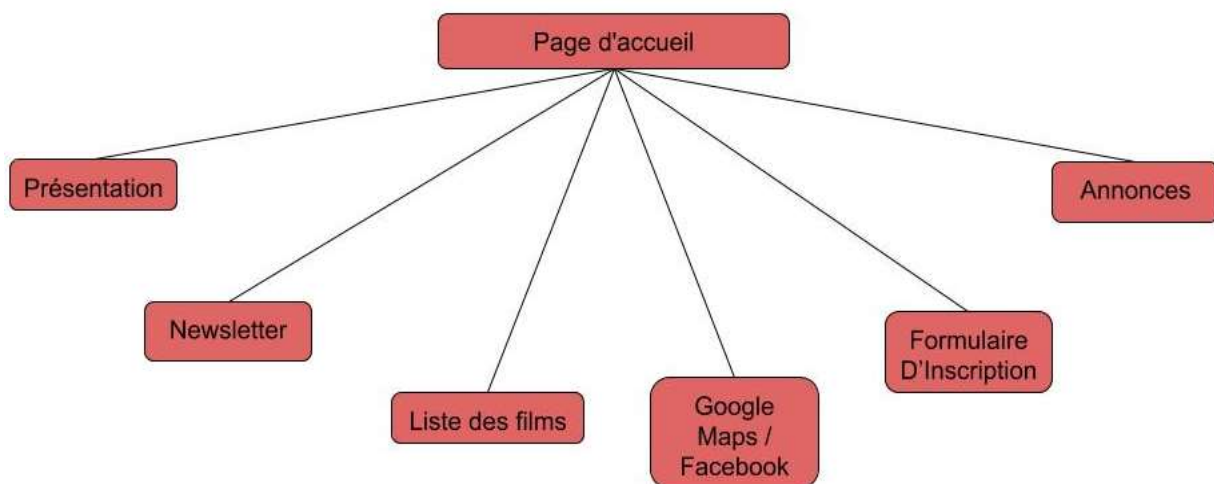 Page d'accueil
Présentation
Annonces
Newsletter
Formulaire
D’Inscription
Liste des films
Google
Maps /
Facebook